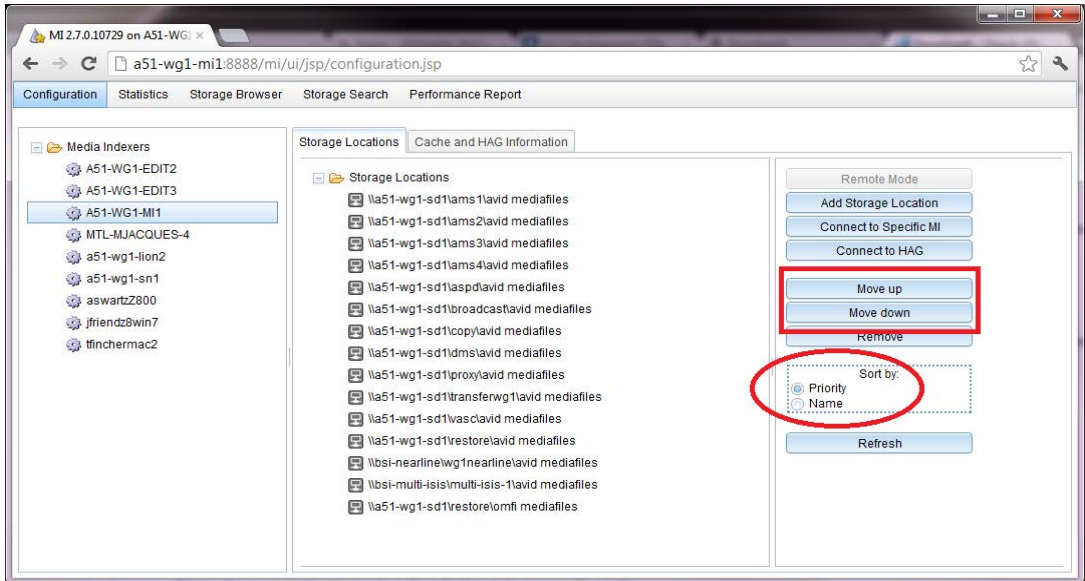 MI 2.7.0.10729 on A51-WG1
a51-wg1-mi1:8888/mi/ui/jsp/configuration.jsp
Configuration Statistics Storage Browser Storage Search Performance Report
Media Indexers
A51-WG1-EDIT2
A51-WG1-EDIT3
A51-WG1-MI1
MTL-MJACQUES-4
a51-wg1-lion2
a51-wg1-sn1
aswartzZ800
jfriendz8win7
tfinchermac2
Storage Locations Cache and HAG Information
Storage Locations
\\a51-wg1-sd1\ams1\avid mediafiles
\\a51-wg1-sd1\ams2\avid mediafiles
\\a51-wg1-sd1\ams3\avid mediafiles
\\a51-wg1-sd1\ams4\avid mediafiles
\\a51-wg1-sd1\aspd\avid mediafiles
\\a51-wg1-sd1\broadcast\avid mediafiles
\\a51-wg1-sd1\copy\avid mediafiles
\\a51-wg1-sd1\dms\avid mediafiles
\\a51-wg1-sd1\proxy\avid mediafiles
\\a51-wg1-sd1\transferwg1\avid mediafiles
\\a51-wg1-sd1\vasc\avid mediafiles
\\a51-wg1-sd1\restore\avid mediafiles
\\bsi-nearline\wg1nearline\avid mediafiles
\\bsi-multi-isis\multi-isis-1\avid mediafiles
\\a51-wg1-sd1\restore\omfi mediafiles
Remote Mode
Add Storage Location
Connect to Specific MI
Connect to HAG
Move up
Move down
Remove
Sort by:
Priority
Name
Refresh